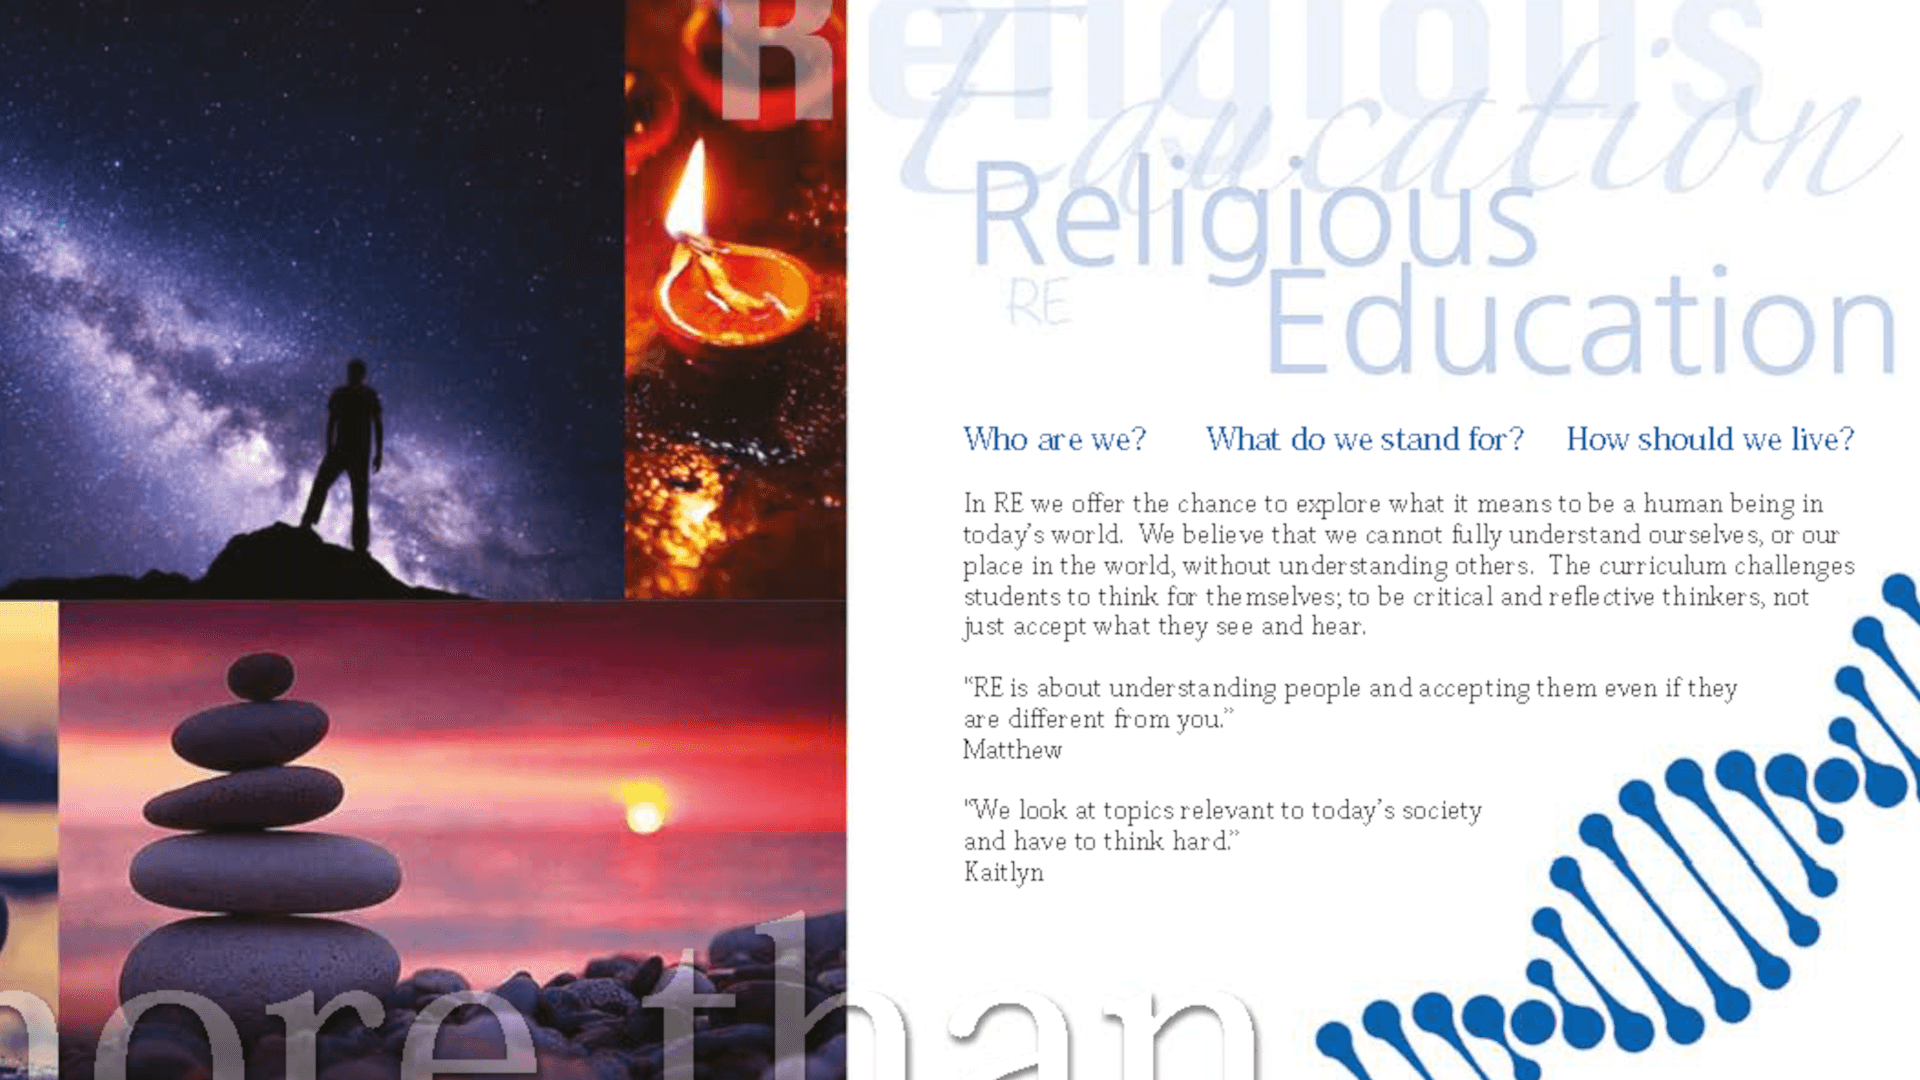 Religious
Education
Religious
RE
Education
Who are we? What do we stand for? How should we live?
In RE we offer the chance to explore what it means to be a human being in
today's world. We believe that we cannot fully understand ourselves, or our
place in the world, without understanding others. The curriculum challenges
students to think for themselves; to be critical and reflective thinkers, not
just accept what they see and hear.
"RE is about understanding people and accepting them even if they
are different from you."
Matthew
"We look at topics relevant to today's society
and have to think hard."
Kaitlyn
ore than